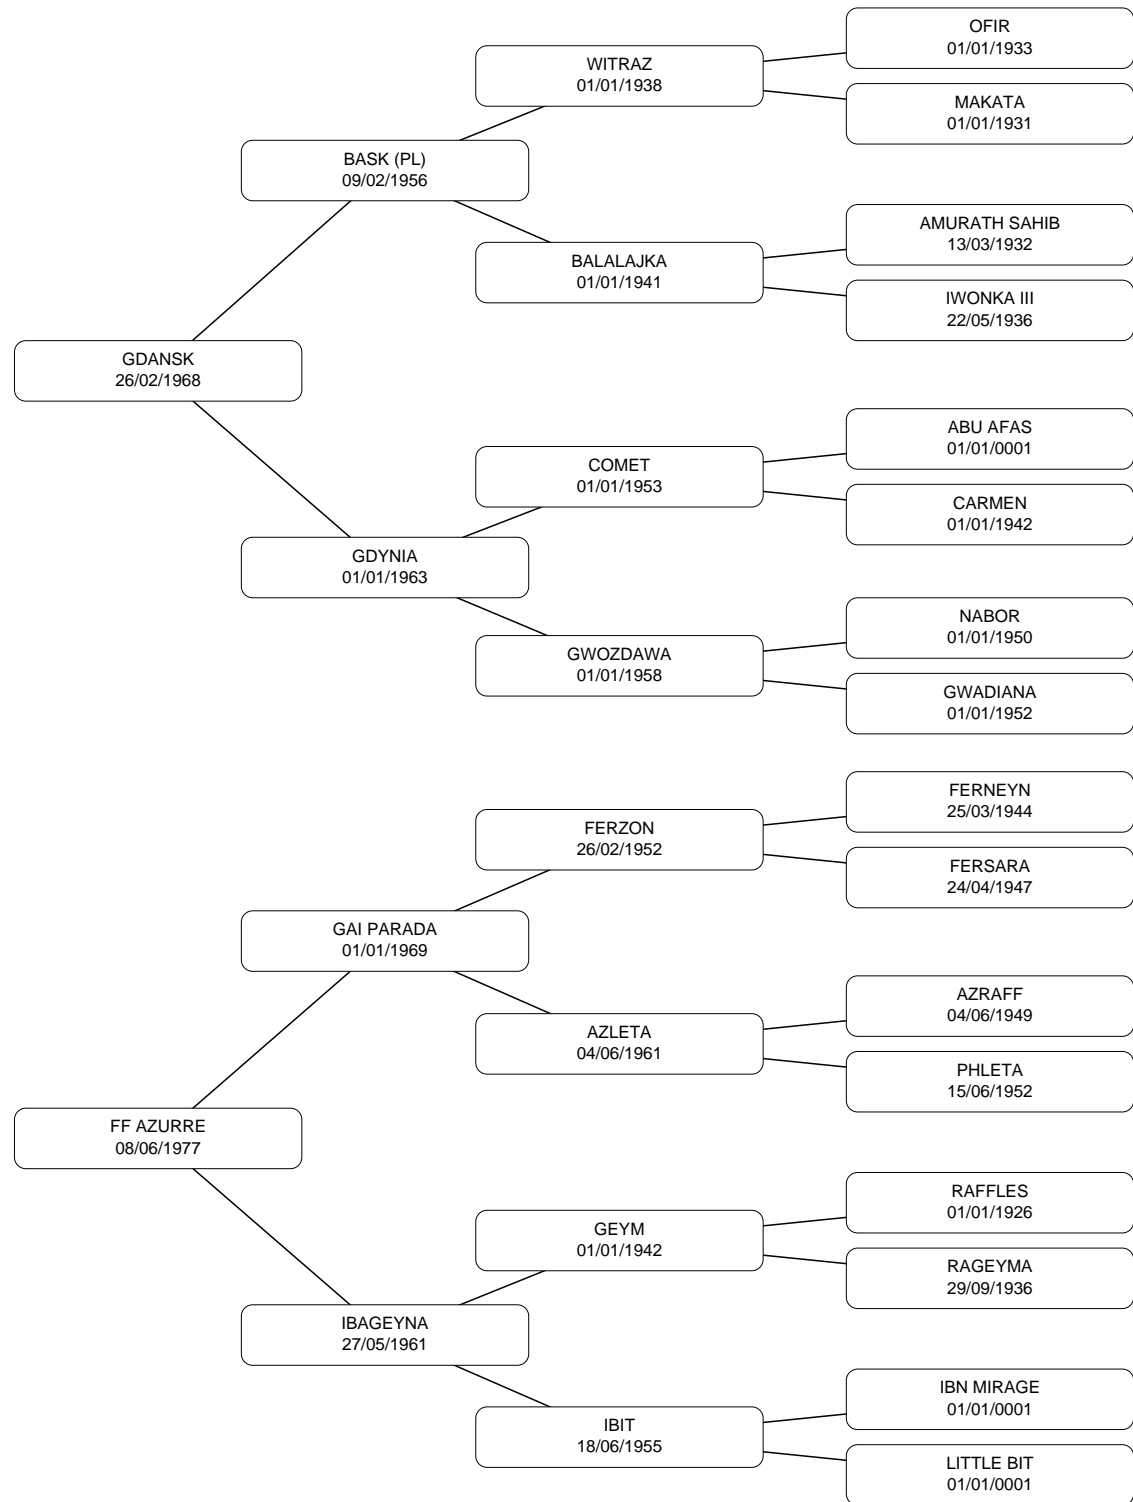 OFIR
01/01/1933
WITRAZ
01/01/1938
MAKATA
01/01/1931
BASK (PL)
09/02/1956
AMURATH SAHIB
13/03/1932
BALALAJKA
01/01/1941
IWONKA III
22/05/1936
GDANSK
26/02/1968
ABU AFAS
01/01/0001
COMET
01/01/1953
CARMEN
01/01/1942
GDYNIA
01/01/1963
NABOR
01/01/1950
GWOZDAWA
01/01/1958
GWADIANA
01/01/1952
FERNEYN
25/03/1944
FERZON
26/02/1952
FERSARA
24/04/1947
GAI PARADA
01/01/1969
AZRAFF
04/06/1949
AZLETA
04/06/1961
PHLETA
15/06/1952
FF AZURRE
08/06/1977
RAFFLES
01/01/1926
GEYM
01/01/1942
RAGEYMA
29/09/1936
IBAGEYNA
27/05/1961
IBN MIRAGE
01/01/0001
IBIT
18/06/1955
LITTLE BIT
01/01/0001